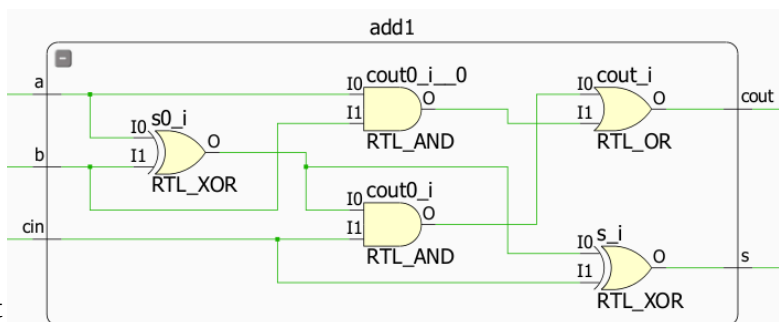 add1
a
I0
cout0_i__0
O
I1
RTL_AND
I0
cout_i
O
I1
RTL_OR
cout
I0
s0_i
O
I1
RTL_XOR
b
I0
cout0_i
O
I1
RTL_AND
cin
I0
s_i
O
I1
RTL_XOR
s